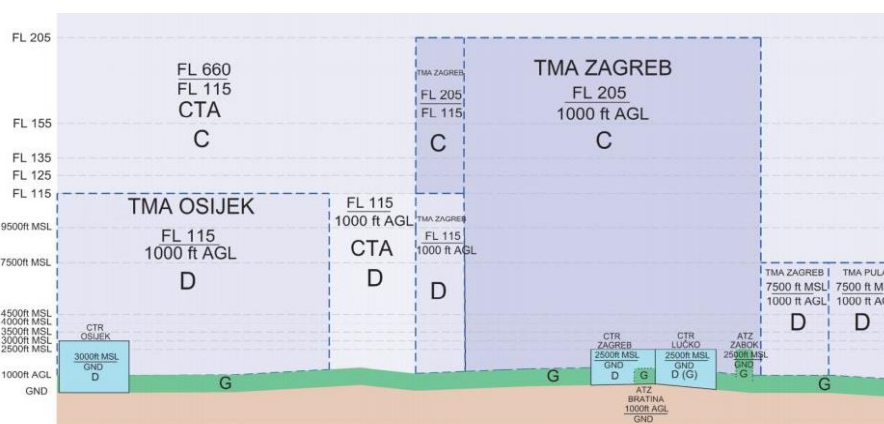 FL 205
FL 155
FL 135
FL 125
FL 115
9500ft MSL
7500ft MSL
4500ft MSL
4000ft MSL
3500ft MSL
3000ft MSL
2500ft MSL
1000ft AGL
GND
FL 660
FL 115
CTA
C
TMA OSIJEK
FL 115
1000 ft AGL
D
CTR
OSIJEK
3000ft MSL
GND
D
G
FL 115
1000 ft AGL
CTA
D
TMA ZAGREB
FL 205
FL 115
C
TMA ZAGREB
FL 115
1000 ft AGL
D
TMA ZAGREB
FL 205
1000 ft AGL
C
G
CTR
ZAGREB
2500ft MSL
GND
D
G
ATZ
BRATINA
1000ft AGL
GND
CTR
LUČKO
2500ft MSL
GND
D (G)
ATZ
ZABOK
2500ft MSL
GND
G
TMA ZAGREB
7500 ft MSL
1000 ft AGL
D
TMA PULA
7500 ft M
1000 ft AG
D
G